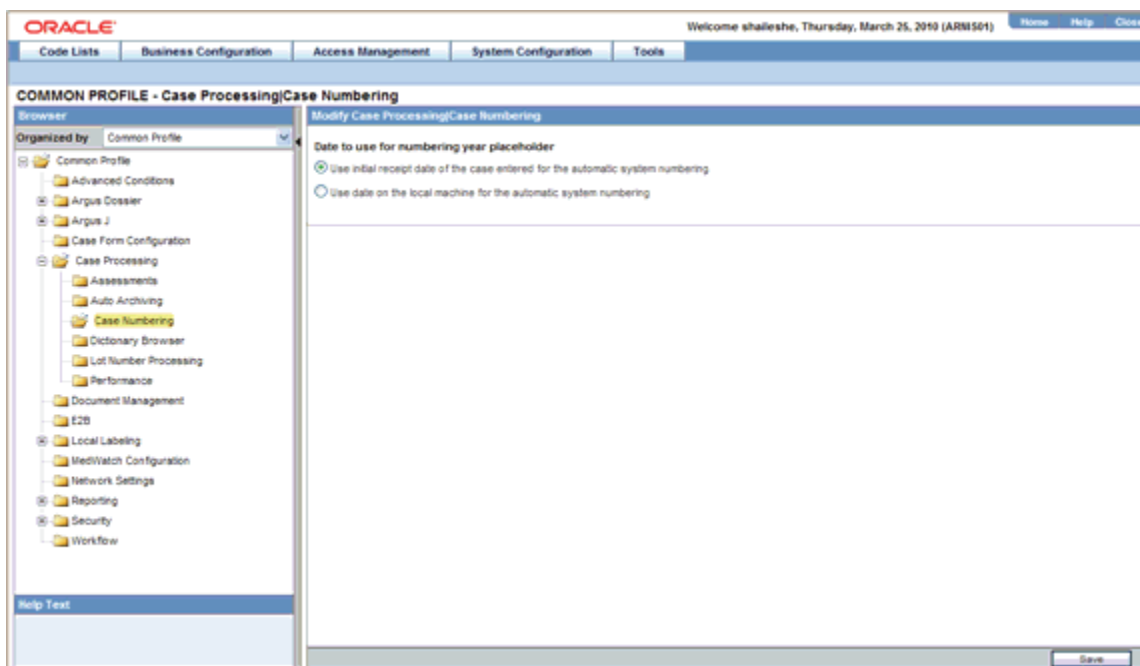 ORACLE
Welcome shaileshe, Thursday, March 25, 2010 (ARMS01)
Home Help Close
Code Lists Business Configuration Access Management System Configuration Tools
COMMON PROFILE - Case Processing|Case Numbering
Browser
Organized by Common Profile
Common Profile
Advanced Conditions
Argus Dossier
Argus J
Case Form Configuration
Case Processing
Assessments
Auto Archiving
Case Numbering
Dictionary Browser
Lot Number Processing
Performance
Document Management
E2B
Local Labeling
MedWatch Configuration
Network Settings
Reporting
Security
Workflow
Help Text
Modify Case Processing|Case Numbering
Date to use for numbering year placeholder
Use initial receipt date of the case entered for the automatic system numbering
Use date on the local machine for the automatic system numbering
Save